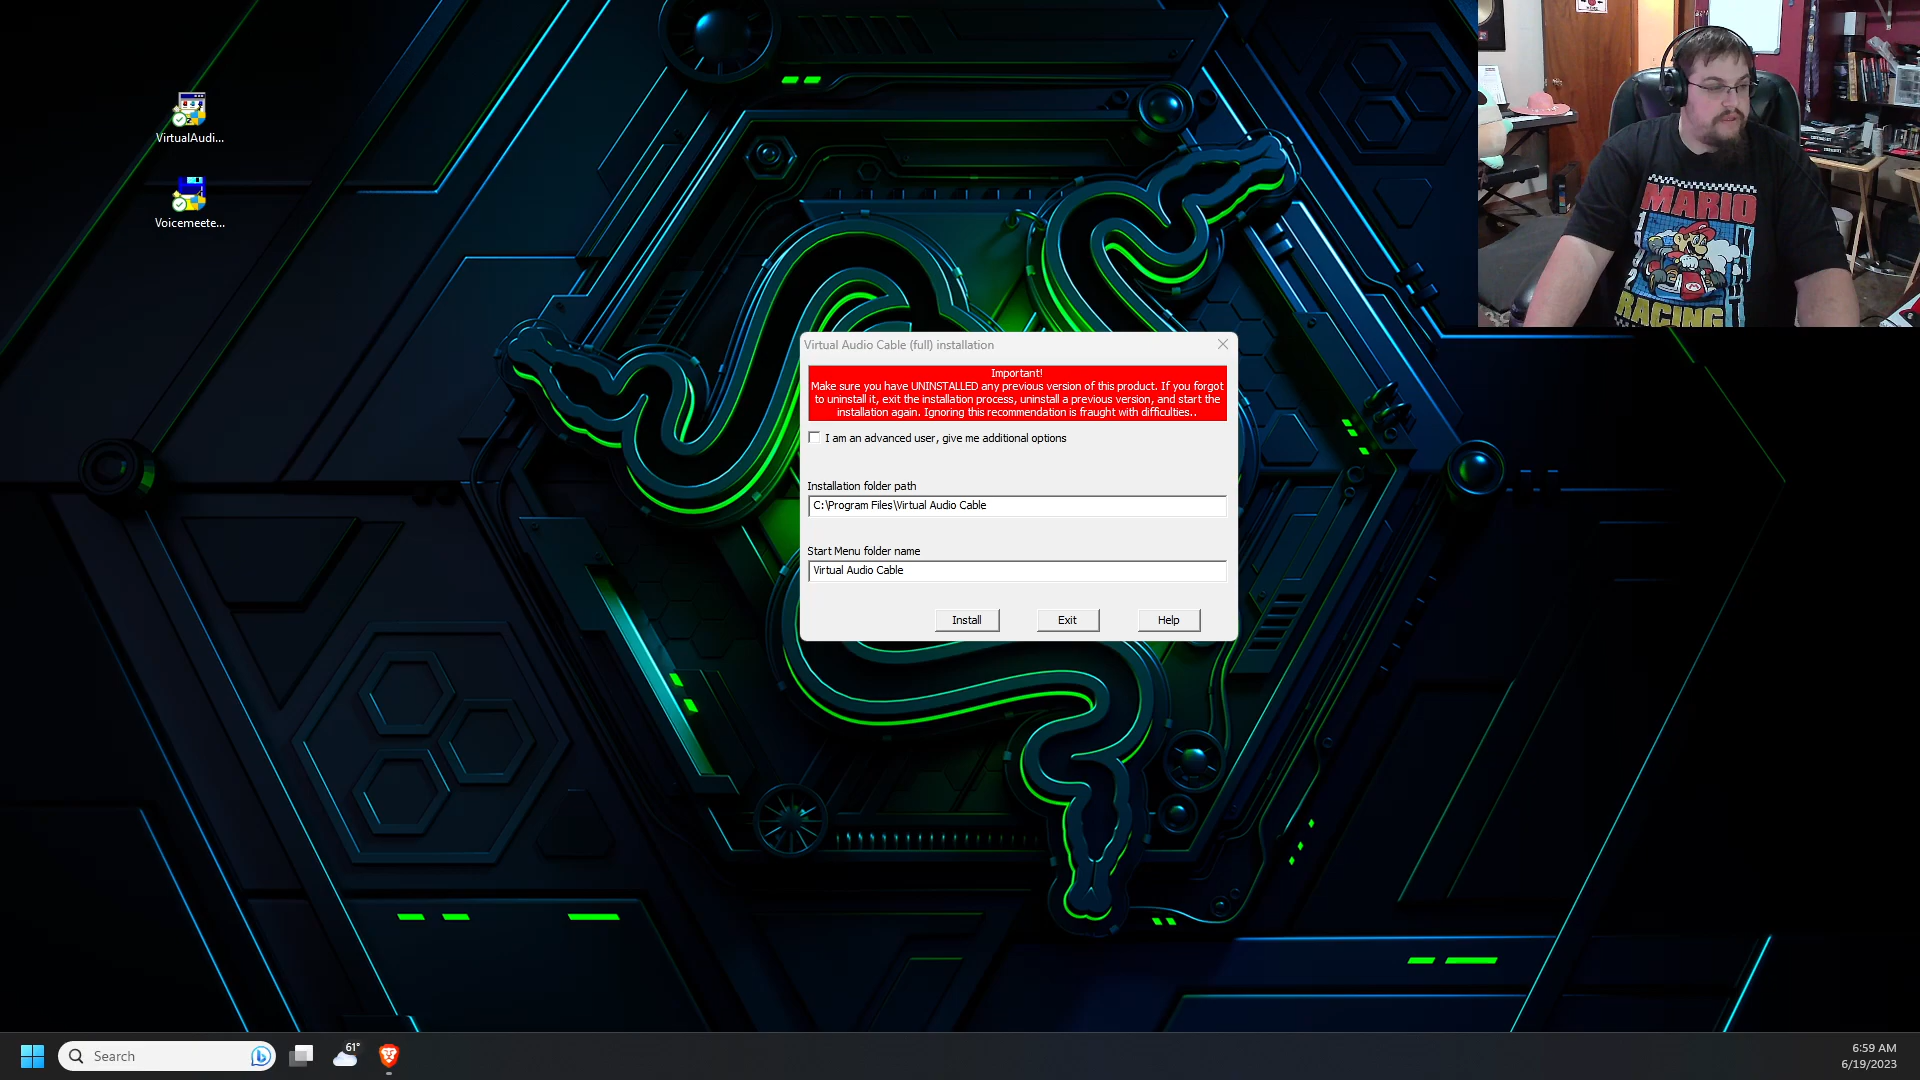 VirtualAudi...
Voicemeete...
MARIO
1992
KART
RACING
Virtual Audio Cable (full) installation
Important!
Make sure you have UNINSTALLED any previous version of this product. If you forgot
to uninstall it, exit the installation process, uninstall a previous version, and start the
installation again. Ignoring this recommendation is fraught with difficulties..
I am an advanced user, give me additional options
Installation folder path
C:\Program Files\Virtual Audio Cable
Start Menu folder name
Virtual Audio Cable
Install
Exit
Help
Search
61°
6:59 AM
6/19/2023